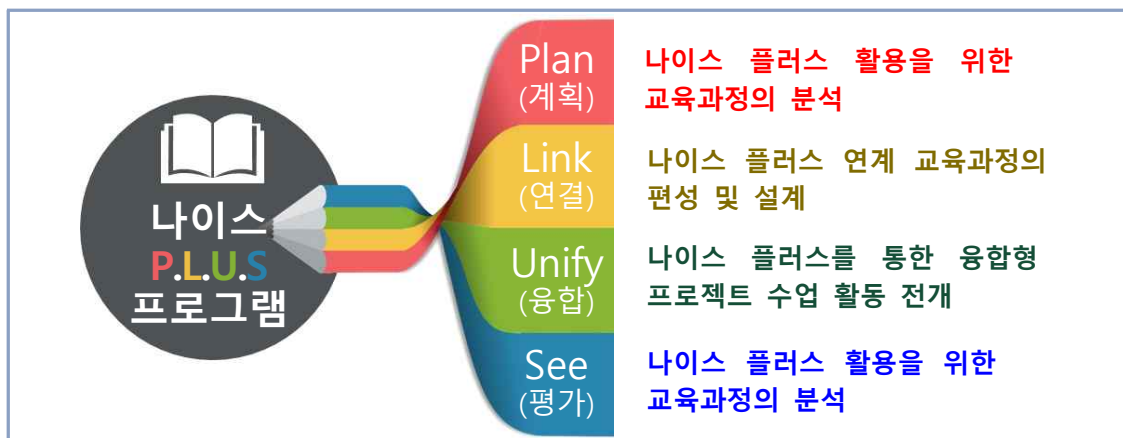 나이스
P.L.U.S
프로그램
Plan
(계획)
나이스 플러스 활용을 위한
교육과정의 분석
Link
(연결)
나이스 플러스 연계 교육과정의
편성 및 설계
Unify
(융합)
나이스 플러스를 통한 융합형
프로젝트 수업 활동 전개
See
(평가)
나이스 플러스 활용을 위한
교육과정의 분석